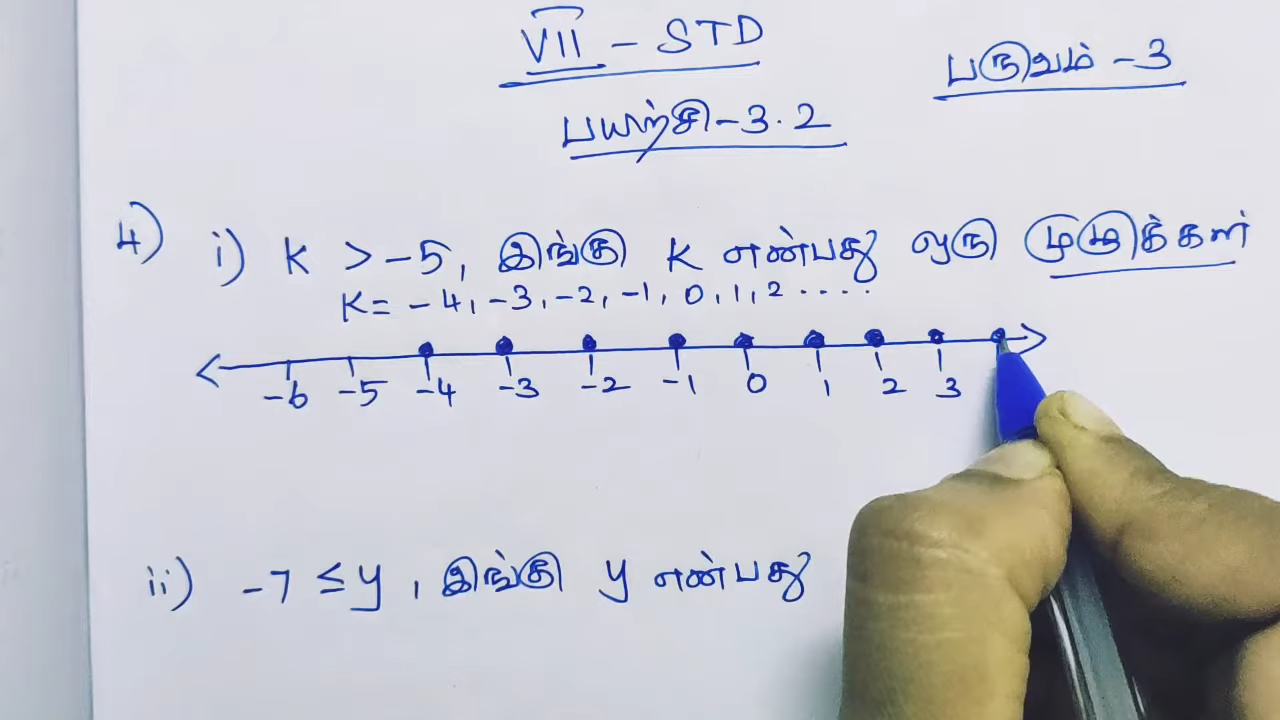 VII - STD
பருவம் - 3
பயிற்சி - 3.2
4) i) K > -5, இங்கு K என்பது ஒரு முழுக்கள்
K = -4, -3, -2, -1, 0, 1, 2 .....
-6 -5 -4 -3 -2 -1 0 1 2 3
ii) -7 ≤ y , இங்கு y என்பது